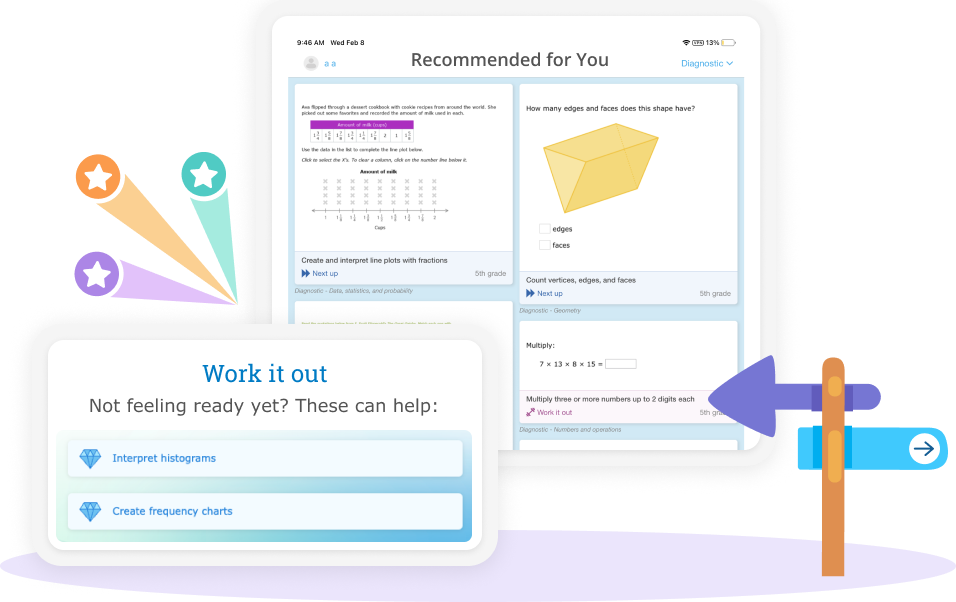 9:46 AM Wed Feb 8
VPN 13%
a a
Recommended for You
Diagnostic
Ava flipped through a dessert cookbook with cookie recipes from around the world. She
picked out some favorites and recorded the amount of milk used in each.
Amount of milk (cups)
Use the data in the list to complete the line plot below.
Click to select the X's. To clear a column, click on the number line below it.
Amount of milk
Cups
Create and interpret line plots with fractions
Next up
5th grade
Diagnostic - Data, statistics, and probability
How many edges and faces does this shape have?
edges
faces
Count vertices, edges, and faces
Next up
5th grade
Diagnostic - Geometry
Multiply:
7 × 13 × 8 × 15 =
Multiply three or more numbers up to 2 digits each
Work it out
5th
Diagnostic - Numbers and operations
Work it out
Not feeling ready yet? These can help:
Interpret histograms
Create frequency charts